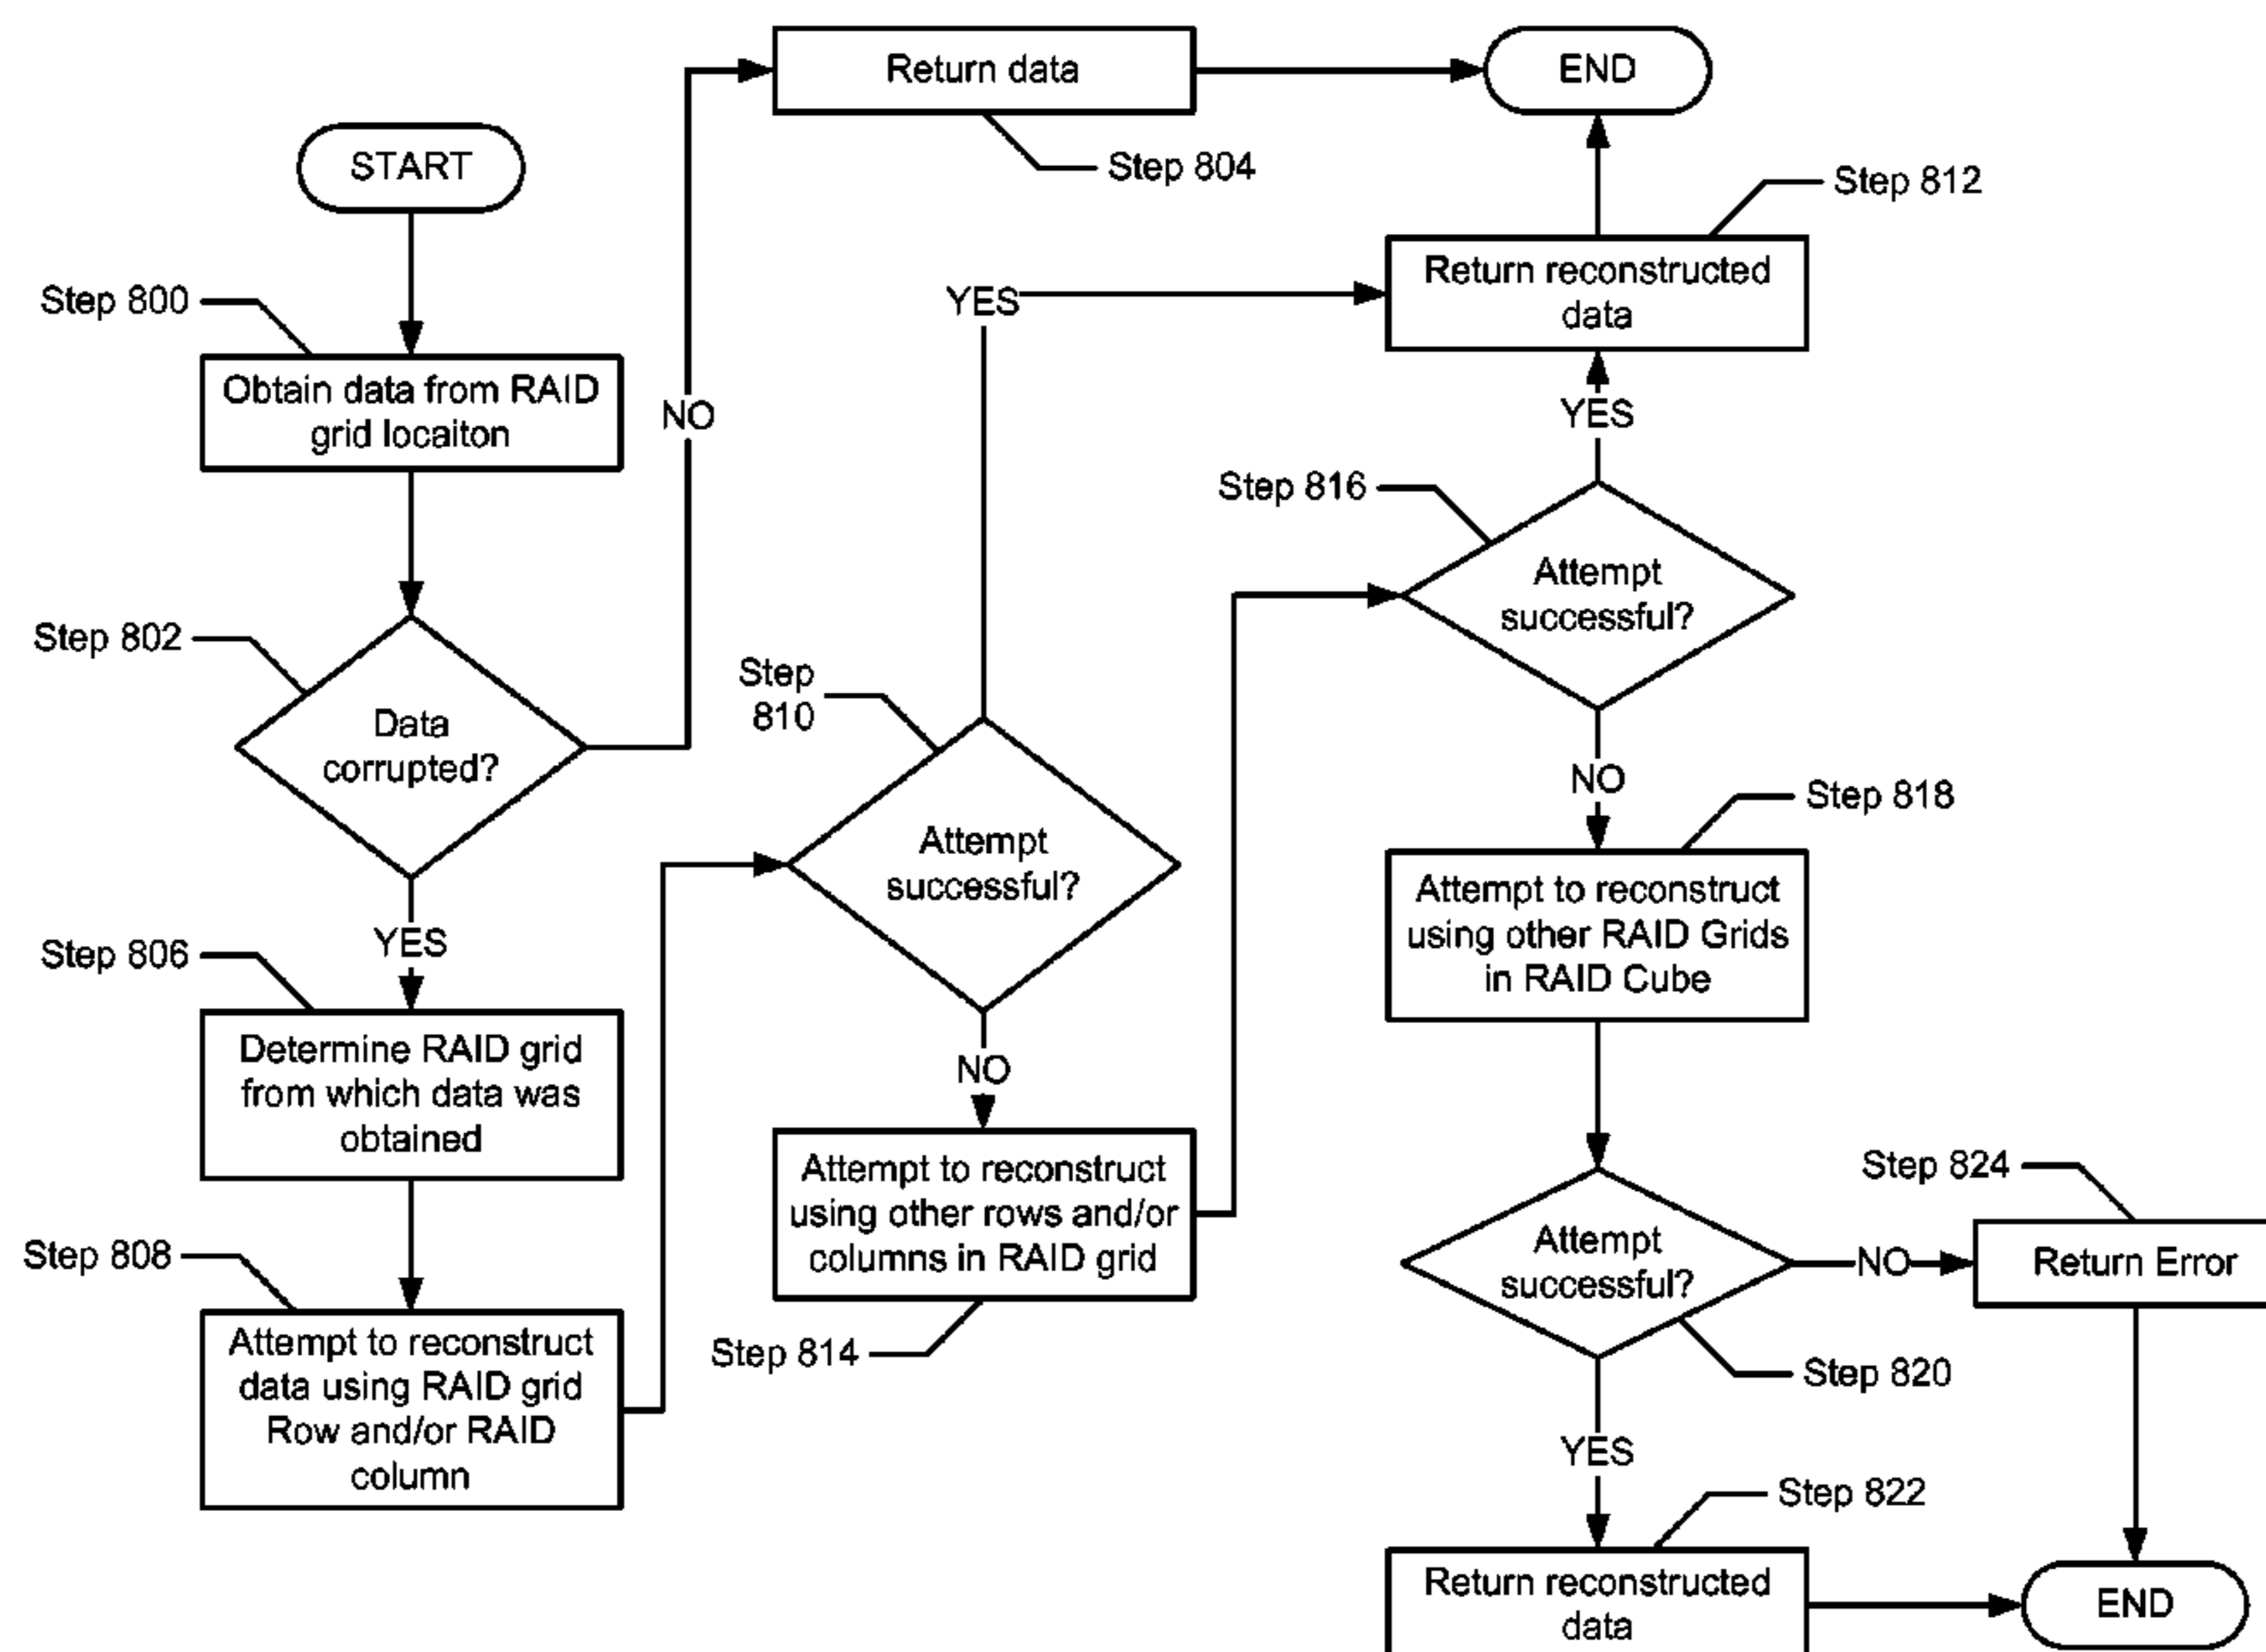 START
Step 800
Obtain data from RAID
grid locaiton
Step 802
Data
corrupted?
NO
Return data
Step 804
END
YES
Step 806
Determine RAID grid
from which data was
obtained
Step 808
Attempt to reconstruct
data using RAID grid
Row and/or RAID
column
Step
810
Attempt
successful?
YES
Return reconstructed
data
Step 812
NO
Attempt to reconstruct
using other rows and/or
columns in RAID grid
Step 814
Step 816
Attempt
successful?
YES
NO
Step 818
Attempt to reconstruct
using other RAID Grids
in RAID Cube
Attempt
successful?
Step 820
NO
Step 824
Return Error
YES
Step 822
Return reconstructed
data
END